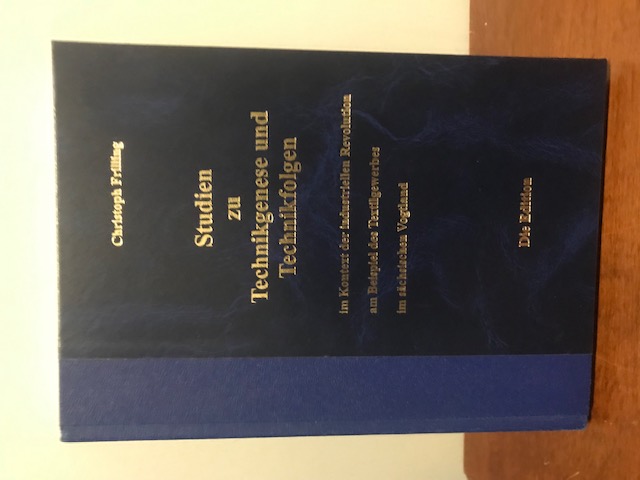 Christoph Frilling
Studien
zu
Technikgenese und
Technikfolgen
im Kontext der industriellen Revolution
am Beispiel des Textilgewerbes
im sächsischen Vogtland
Die Edition